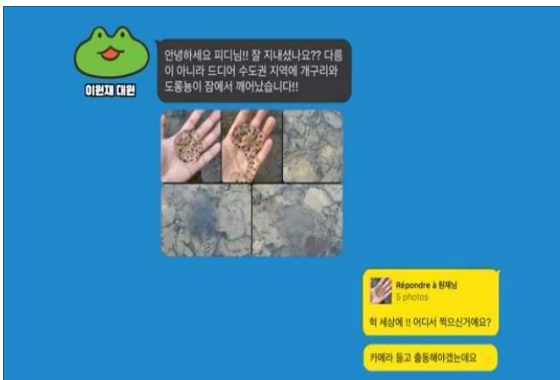 안녕하세요 피디님!! 잘 지내셨나요?? 다름
이 아니라 드디어 수도권 지역에 개구리와
도롱뇽이 잠에서 깨어났습니다!!
이원재 대원
Répondre à 원재님
5 photos
헉 세상에 !! 어디서 찍으신거에요?
카메라 들고 출동해야겠는데요